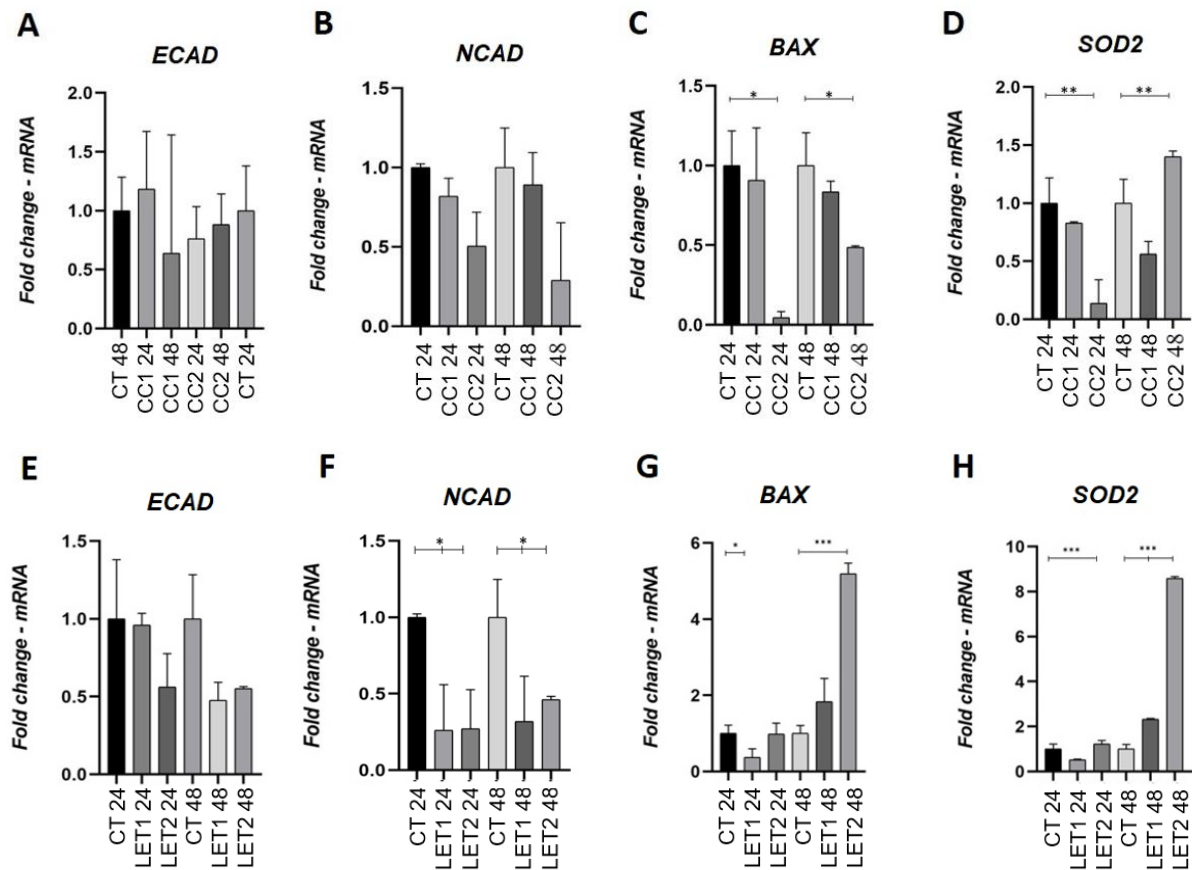 A
ECAD
Fold change - mRNA
2.0
1.5
1.0
0.5
0.0
CT 48
CC1 24
CC1 48
CC2 24
CC2 48
CT 24
B
NCAD
Fold change - mRNA
1.5
1.0
0.5
0.0
CT 24
CC1 24
CC2 24
CT 48
CC1 48
CC2 48
C
BAX
Fold change - mRNA
1.5
1.0
0.5
0.0
* *
CT 24
CC1 24
CC2 24
CT 48
CC1 48
CC2 48
D
SOD2
Fold change - mRNA
2.0
1.5
1.0
0.5
0.0
** **
CT 24
CC1 24
CC2 24
CT 48
CC1 48
CC2 48
E
ECAD
Fold change - mRNA
1.5
1.0
0.5
0.0
CT 24
LET1 24
LET2 24
CT 48
LET1 48
LET2 48
F
NCAD
Fold change - mRNA
1.5
1.0
0.5
0.0
* *
CT 24
LET1 24
LET2 24
CT 48
LET1 48
LET2 48
G
BAX
Fold change - mRNA
6
4
2
0
* ***
CT 24
LET1 24
LET2 24
CT 48
LET1 48
LET2 48
H
SOD2
Fold change - mRNA
10
8
6
4
2
0
*** ***
CT 24
LET1 24
LET2 24
CT 48
LET1 48
LET2 48